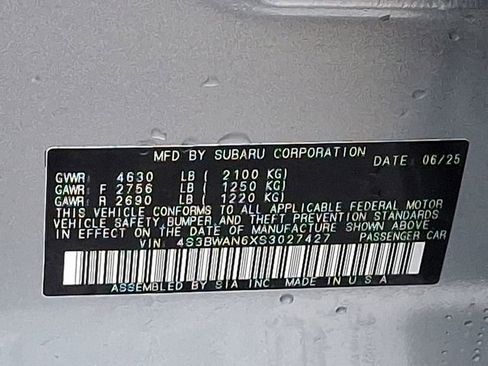 MFD BY SUBARU CORPORATION DATE: 06/25
GVWR: 4630 LB ( 2100 KG)
GAWR: F 2756 LB ( 1250 KG)
GAWR: R 2690 LB ( 1220 KG)
THIS VEHICLE CONFORMS TO ALL APPLICABLE FEDERAL MOTOR
VEHICLE SAFETY BUMPER AND THEFT PREVENTION STANDARDS
IN EFFECT ON THE DATE OF MANUFACTURE SHOWN ABOVE
VIN: 4S3BWAN6XS3027427 PASSENGER CAR
ASSEMBLED BY SIA INC. MADE IN U.S.A